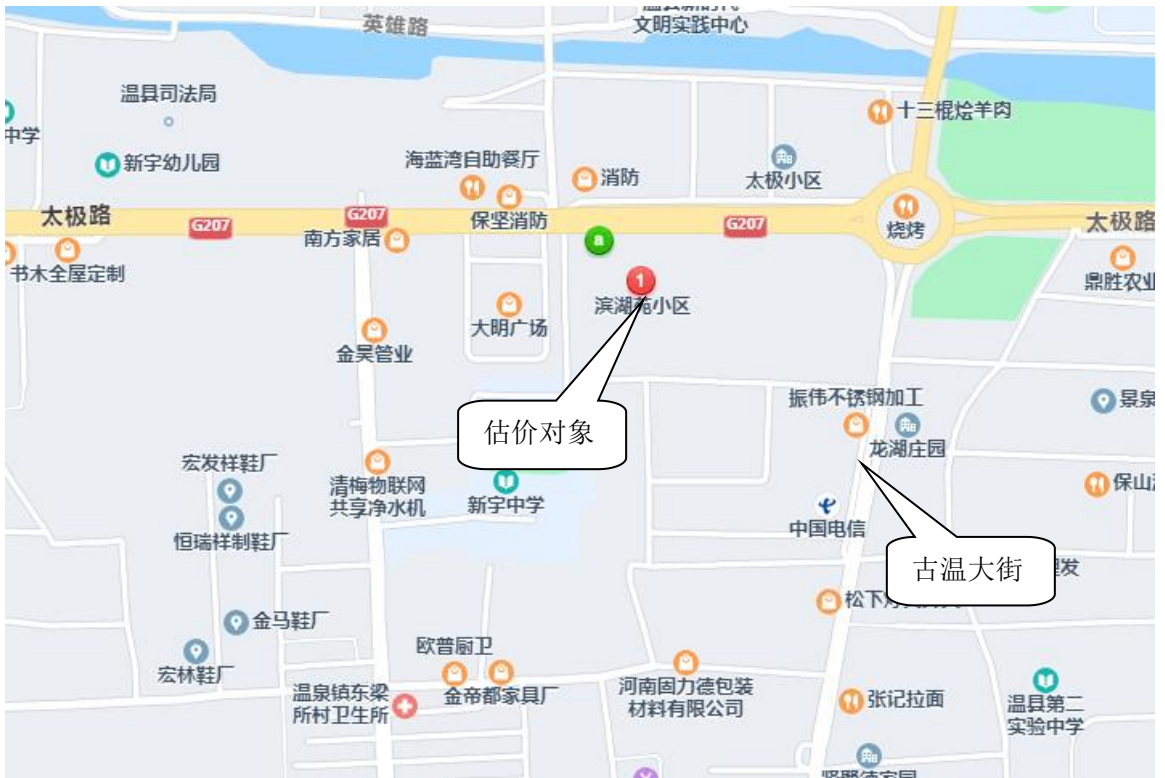 英雄路
文明实践中心
温县司法局
十三棍烩羊肉
中学
新宇幼儿园
海蓝湾自助餐厅
消防
太极小区
太极路
G207
G207
保坚消防
G207
烧烤
太极路
南方家居
a
书木全屋定制
1
鼎胜农业
滨湖苑小区
大明广场
金昊管业
估价对象
振伟不锈钢加工
景泉
龙湖庄园
宏发祥鞋厂
清梅物联网
共享净水机
新宇中学
保山
中国电信
恒瑞祥制鞋厂
古温大街
理发
松下
金马鞋厂
欧普厨卫
宏林鞋厂
温泉镇东梁
所村卫生所
金帝都家具厂
河南固力德包装
材料有限公司
张记拉面
温县第二
实验中学